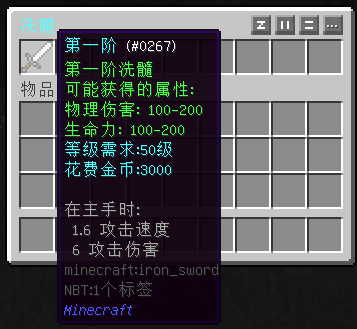 第一阶 (#0267)
第一阶洗髓
可能获得的属性:
物理伤害: 100-200
生命力: 100-200
等级需求:50级
花费金币:3000
物品
在主手时:
1.6 攻击速度
6 攻击伤害
minecraft:iron_sword
NBT:1个标签
Minecraft